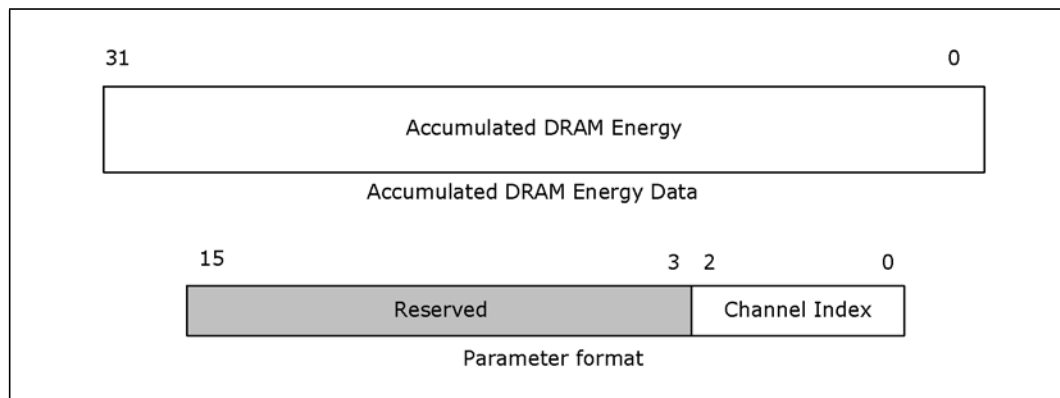 31 0
Accumulated DRAM Energy
Accumulated DRAM Energy Data
15 3 2 0
Reserved Channel Index
Parameter format